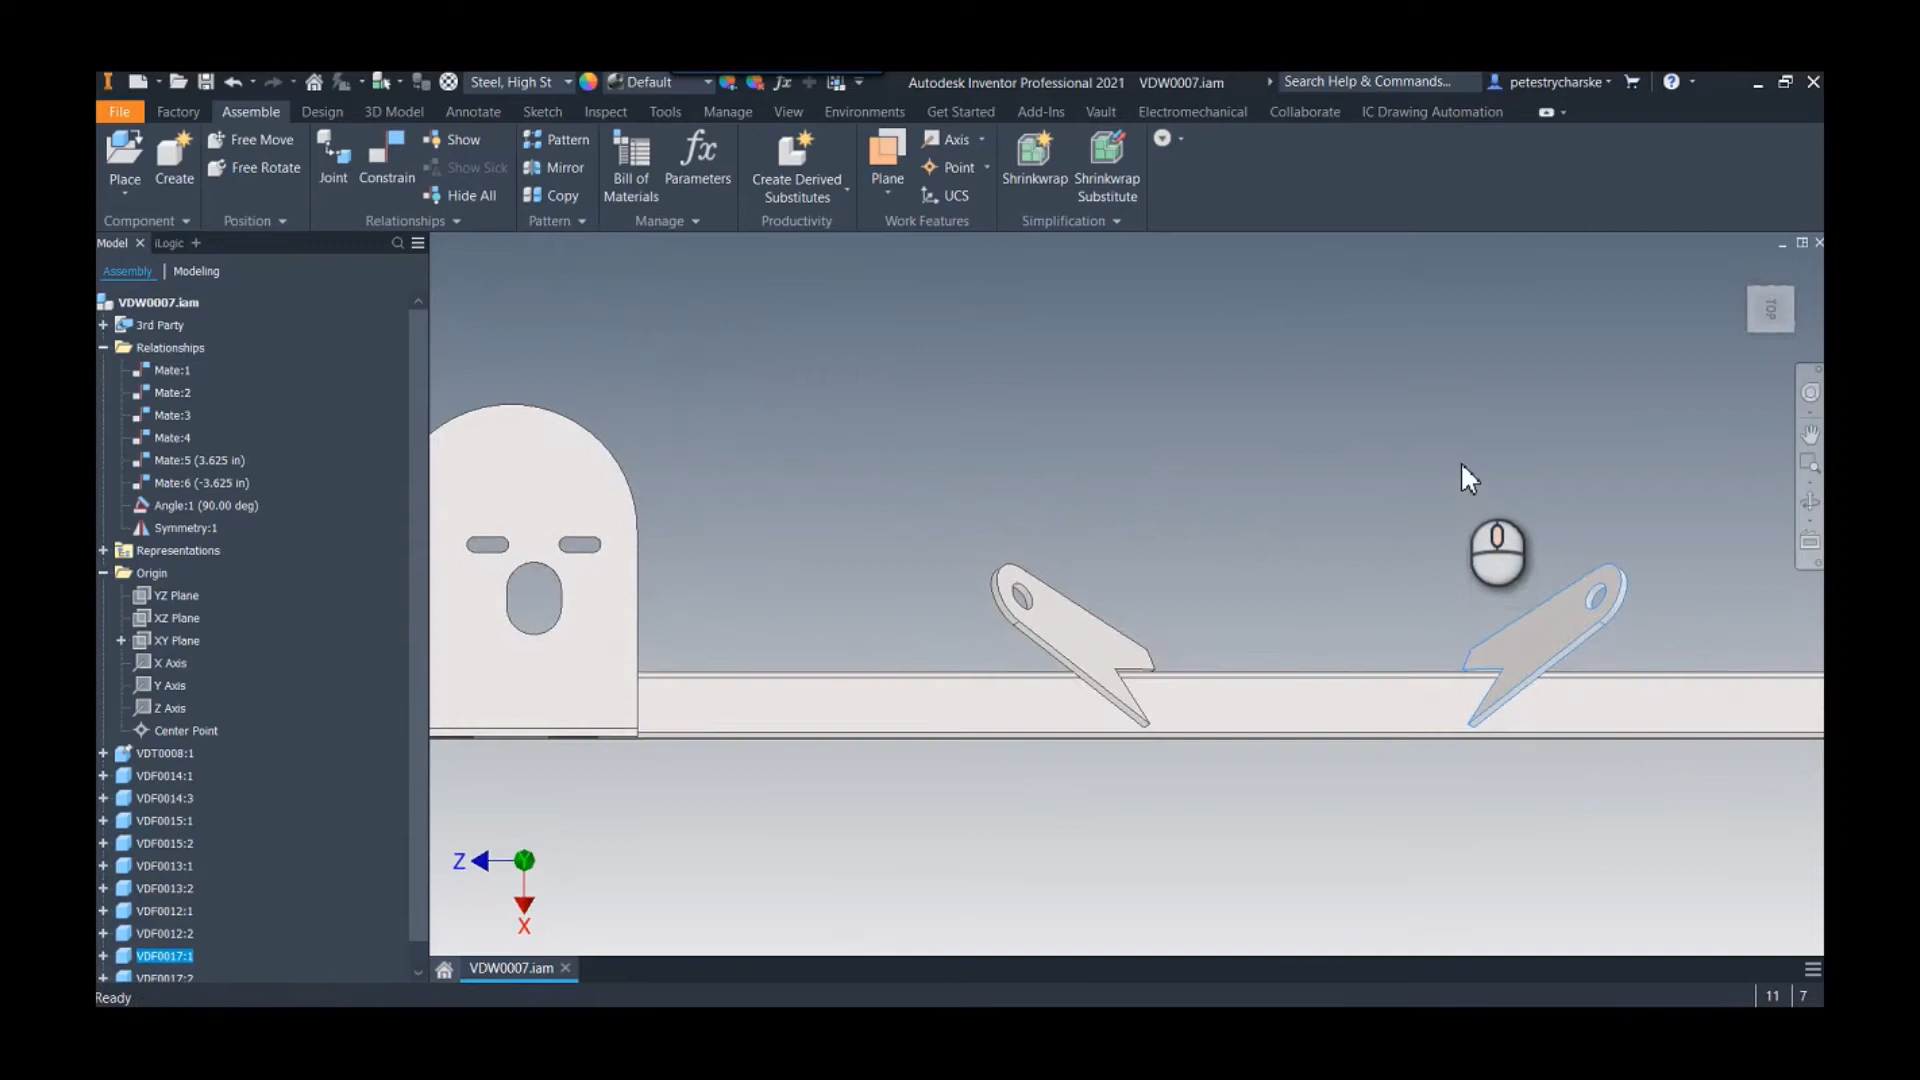 Steel, High St
Default
Autodesk Inventor Professional 2021 VDW0007.iam
Search Help & Commands...
petestrycharske
File Factory Assemble Design 3D Model Annotate Sketch Inspect Tools Manage View Environments Get Started Add-Ins Vault Electromechanical Collaborate IC Drawing Automation
Place
Create
Free Move
Free Rotate
Joint
Constrain
Show
Show Sick
Hide All
Pattern
Mirror
Copy
Bill of
Materials
Parameters
Create Derived
Substitutes
Plane
Axis
Point
UCS
Shrinkwrap
Shrinkwrap
Substitute
Component Position Relationships Pattern Manage Productivity Work Features Simplification
Model iLogic
Assembly Modeling
VDW0007.iam
3rd Party
Relationships
Mate:1
Mate:2
Mate:3
Mate:4
Mate:5 (3.625 in)
Mate:6 (-3.625 in)
Angle:1 (90.00 deg)
Symmetry:1
Representations
Origin
YZ Plane
XZ Plane
XY Plane
X Axis
Y Axis
Z Axis
Center Point
VDT0008:1
VDF0014:1
VDF0014:3
VDF0015:1
VDF0015:2
VDF0013:1
VDF0013:2
VDF0012:1
VDF0012:2
VDF0017:1
VDF0017:2
TOP
Z
Y
X
VDW0007.iam
Ready
11 7